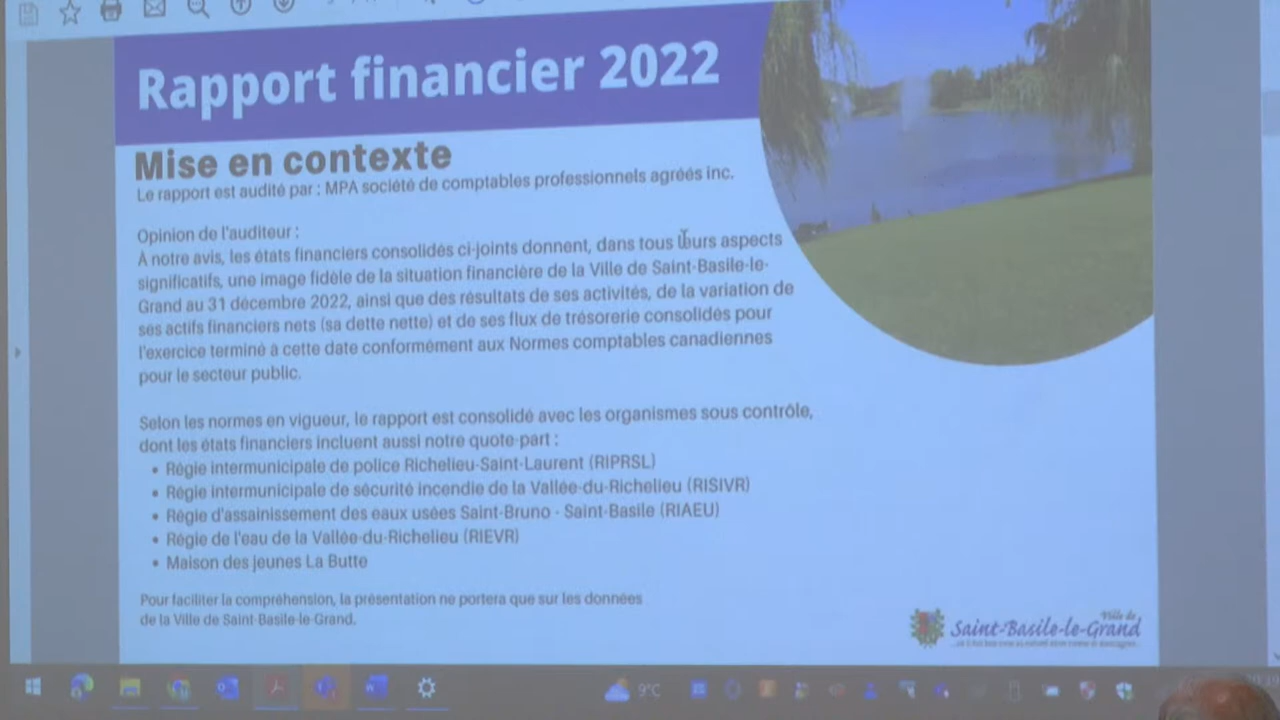 Rapport financier 2022
Mise en contexte
Le rapport est audité par : MPA société de comptables professionnels agréés inc.
Opinion de l'auditeur :
À notre avis, les états financiers consolidés ci-joints donnent, dans tous leurs aspects
significatifs, une image fidèle de la situation financière de la Ville de Saint-Basile-le-
Grand au 31 décembre 2022, ainsi que des résultats de ses activités, de la variation de
ses actifs financiers nets (sa dette nette) et de ses flux de trésorerie consolidés pour
l'exercice terminé à cette date conformément aux Normes comptables canadiennes
pour le secteur public.
Selon les normes en vigueur, le rapport est consolidé avec les organismes sous contrôle,
dont les états financiers incluent aussi notre quote-part :
• Régie intermunicipale de police Richelieu-Saint-Laurent (RIPRSL)
• Régie intermunicipale de sécurité incendie de la Vallée-du-Richelieu (RISIVR)
• Régie d'assainissement des eaux usées Saint-Bruno - Saint-Basile (RIAEU)
• Régie de l'eau de la Vallée-du-Richelieu (RIEVR)
• Maison des jeunes La Butte
Pour faciliter la compréhension, la présentation ne portera que sur les données
de la Ville de Saint-Basile-le-Grand.
Ville de
Saint-Basile-le-Grand
9°C